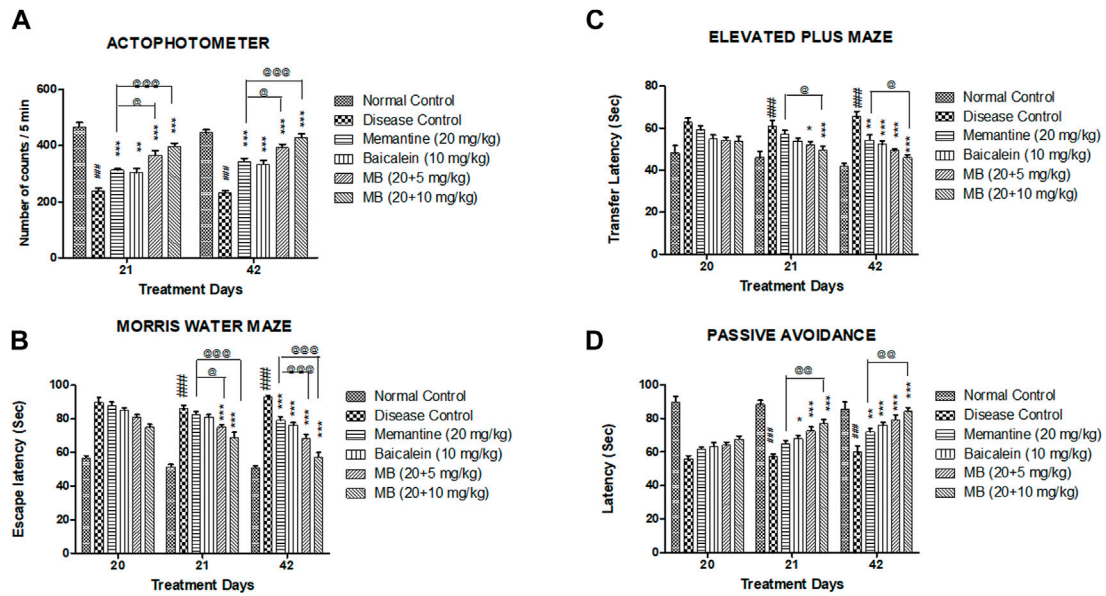 A
ACTOPHOTOMETER
Number of counts / 5 min
600
400
200
0
@@@
@
###
***
**
***
***
@@@
@
###
***
***
***
***
21
42
Treatment Days
Normal Control
Disease Control
Memantine (20 mg/kg)
Baicalein (10 mg/kg)
MB (20+5 mg/kg)
MB (20+10 mg/kg)
C
ELEVATED PLUS MAZE
Transfer Latency (Sec)
80
60
40
20
0
@
*
***
@
**
***
***
***
20
21
42
Treatment Days
Normal Control
Disease Control
Memantine (20 mg/kg)
Baicalein (10 mg/kg)
MB (20+5 mg/kg)
MB (20+10 mg/kg)
B
MORRIS WATER MAZE
Escape latency (Sec)
100
80
60
40
20
0
@@@
@
***
***
@@@
@@@
***
***
***
***
20
21
42
Treatment Days
Normal Control
Disease Control
Memantine (20 mg/kg)
Baicalein (10 mg/kg)
MB (20+5 mg/kg)
MB (20+10 mg/kg)
D
PASSIVE AVOIDANCE
Latency (Sec)
100
80
60
40
20
0
@@
###
*
***
***
@@
###
**
***
***
***
20
21
42
Treatment Days
Normal Control
Disease Control
Memantine (20 mg/kg)
Baicalein (10 mg/kg)
MB (20+5 mg/kg)
MB (20+10 mg/kg)